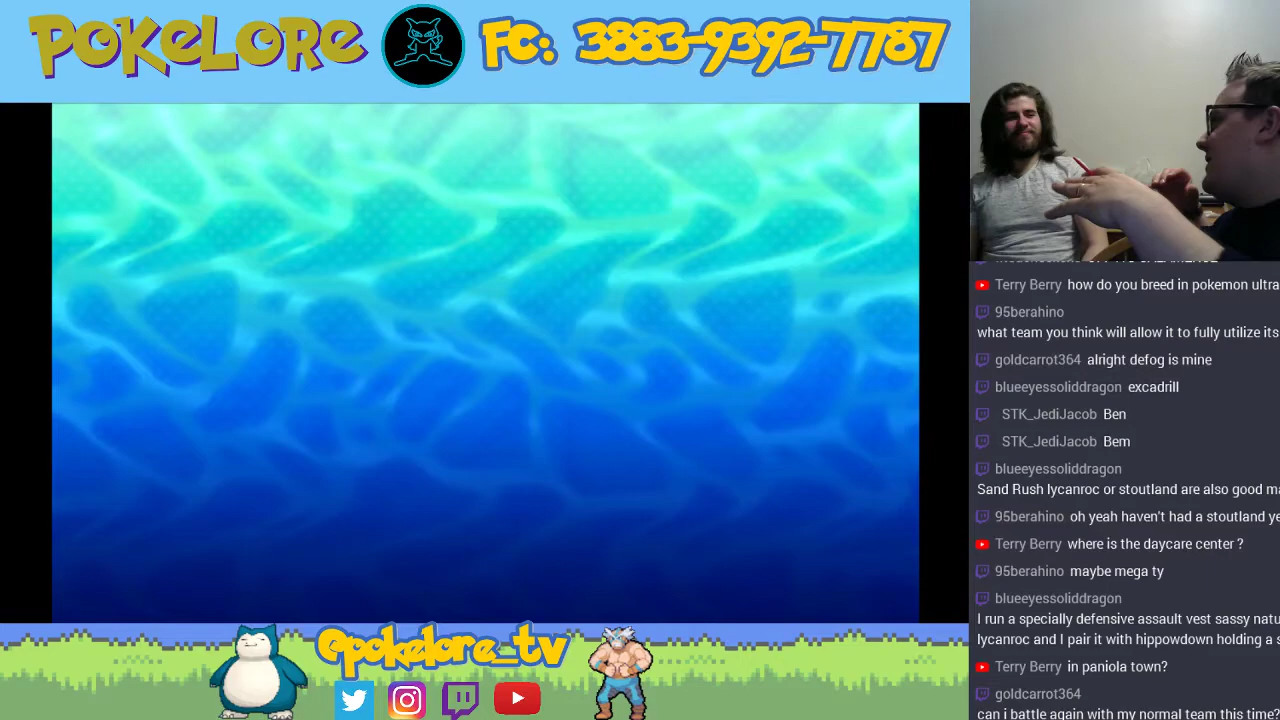 POKELORE FC: 3883-9392-7787
Terry Berry how do you breed in pokemon ultra
95berahino
what team you think will allow it to fully utilize its
goldcarrot364 alright defog is mine
blueeyessoliddragon excadrill
STK_JediJacob Ben
STK_JediJacob Bem
blueeyessoliddragon
Sand Rush lycanroc or stoutland are also good
95berahino oh yeah haven't had a stoutland
Terry Berry where is the daycare center ?
95berahino maybe mega ty
blueeyessoliddragon
I run a specially defensive assault vest sassy
lycanroc and I pair it with hippowdown holding a
Terry Berry in paniola town?
goldcarrot364
can i battle again with my normal team this time?
@pokelore_tv